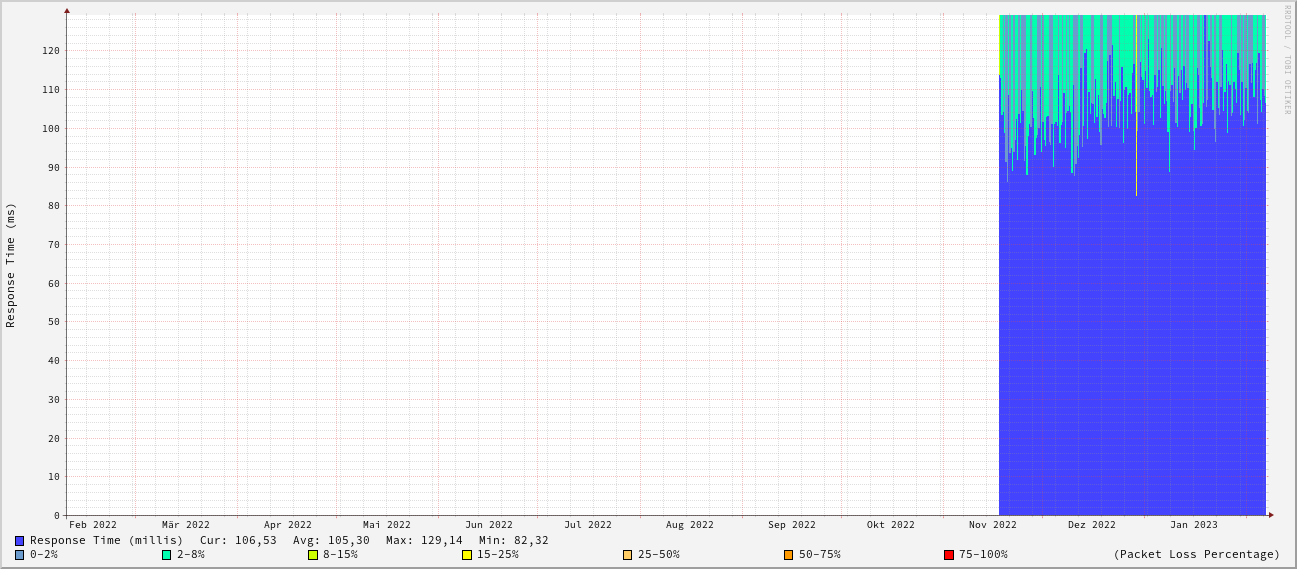 RRDTOOL / TOBI OETIKER
Response Time (ms)
120
110
100
90
80
70
60
50
40
30
20
10
0
Feb 2022 Mär 2022 Apr 2022 Mai 2022 Jun 2022 Jul 2022 Aug 2022 Sep 2022 Okt 2022 Nov 2022 Dez 2022 Jan 2023
Response Time (millis) Cur: 106,53 Avg: 105,30 Max: 129,14 Min: 82,32
0-2% 2-8% 8-15% 15-25% 25-50% 50-75% 75-100% (Packet Loss Percentage)